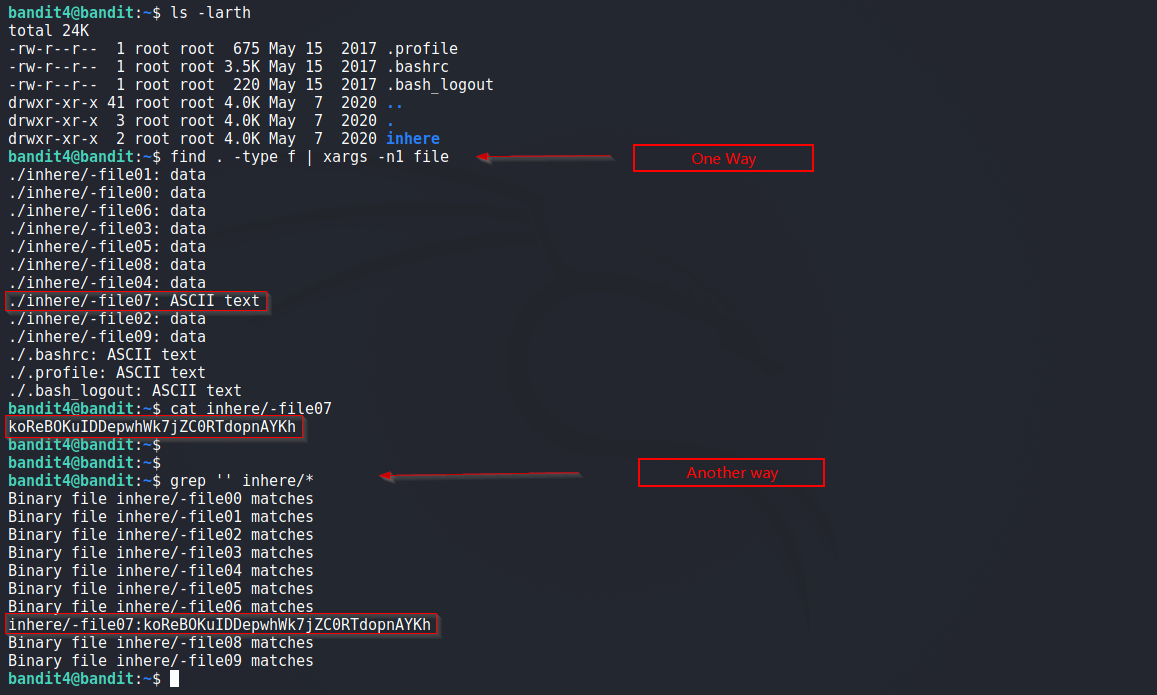 bandit4@bandit:~$ ls -larth
total 24K
-rw-r--r--  1 root root  675 May 15  2017 .profile
-rw-r--r--  1 root root 3.5K May 15  2017 .bashrc
-rw-r--r--  1 root root  220 May 15  2017 .bash_logout
drwxr-xr-x 41 root root 4.0K May  7  2020 ..
drwxr-xr-x  3 root root 4.0K May  7  2020 .
drwxr-xr-x  2 root root 4.0K May  7  2020 inhere
bandit4@bandit:~$ find . -type f | xargs -n1 file
One Way
./inhere/-file01: data
./inhere/-file00: data
./inhere/-file06: data
./inhere/-file03: data
./inhere/-file05: data
./inhere/-file08: data
./inhere/-file04: data
./inhere/-file07: ASCII text
./inhere/-file02: data
./inhere/-file09: data
./.bashrc: ASCII text
./.profile: ASCII text
./.bash_logout: ASCII text
bandit4@bandit:~$ cat inhere/-file07
koReBOKuIDDepwhWk7jZC0RTdopnAYKh
bandit4@bandit:~$
bandit4@bandit:~$
bandit4@bandit:~$ grep '' inhere/*
Another way
Binary file inhere/-file00 matches
Binary file inhere/-file01 matches
Binary file inhere/-file02 matches
Binary file inhere/-file03 matches
Binary file inhere/-file04 matches
Binary file inhere/-file05 matches
Binary file inhere/-file06 matches
inhere/-file07:koReBOKuIDDepwhWk7jZC0RTdopnAYKh
Binary file inhere/-file08 matches
Binary file inhere/-file09 matches
bandit4@bandit:~$